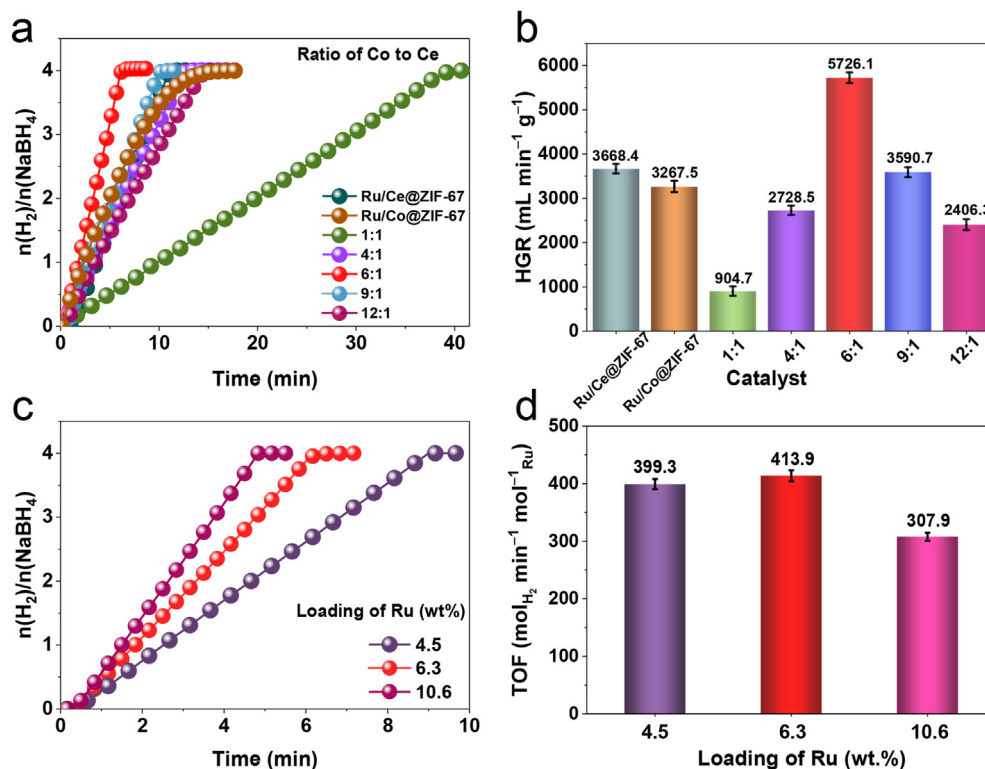 a
Ratio of Co to Ce
n(H₂)/n(NaBH₄)
4
3
2
1
0
Ru/Ce@ZIF-67
Ru/Co@ZIF-67
1:1
4:1
6:1
9:1
12:1
0 10 20 30 40
Time (min)
b
HGR (mL min⁻¹ g⁻¹)
6000
5000
4000
3000
2000
1000
0
3668.4
3267.5
904.7
2728.5
5726.1
3590.7
2406.3
Ru/Ce@ZIF-67
Ru/Co@ZIF-67
1:1
4:1
6:1
9:1
12:1
Catalyst
c
n(H₂)/n(NaBH₄)
4
3
2
1
0
Loading of Ru (wt%)
4.5
6.3
10.6
0 2 4 6 8 10
Time (min)
d
TOF (mol_H₂ min⁻¹ mol⁻¹_Ru)
500
400
300
200
100
0
399.3
413.9
307.9
4.5 6.3 10.6
Loading of Ru (wt.%)